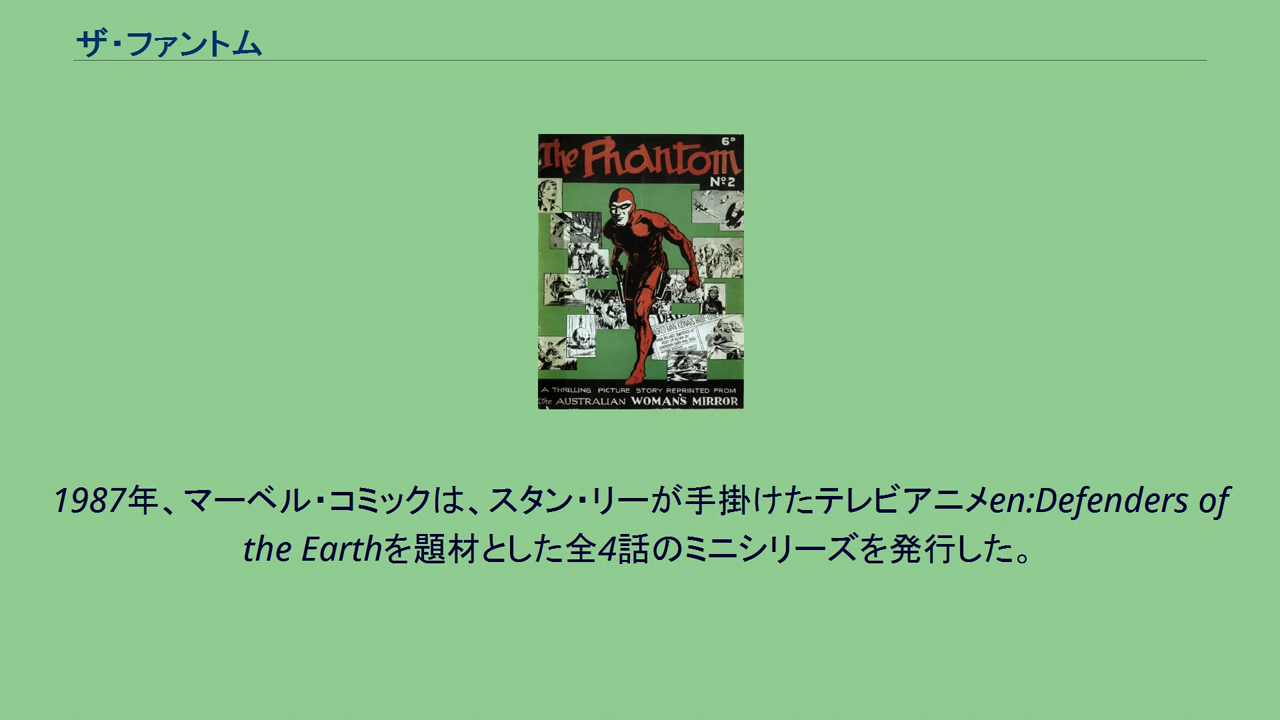 ザ・ファントム
The Phantom
6D
Nº2
A THRILLING PICTURE STORY REPRINTED FROM
The AUSTRALIAN WOMAN'S MIRROR
1987年、マーベル・コミックは、スタン・リーが手掛けたテレビアニメen:Defenders of
the Earthを題材とした全4話のミニシリーズを発行した。